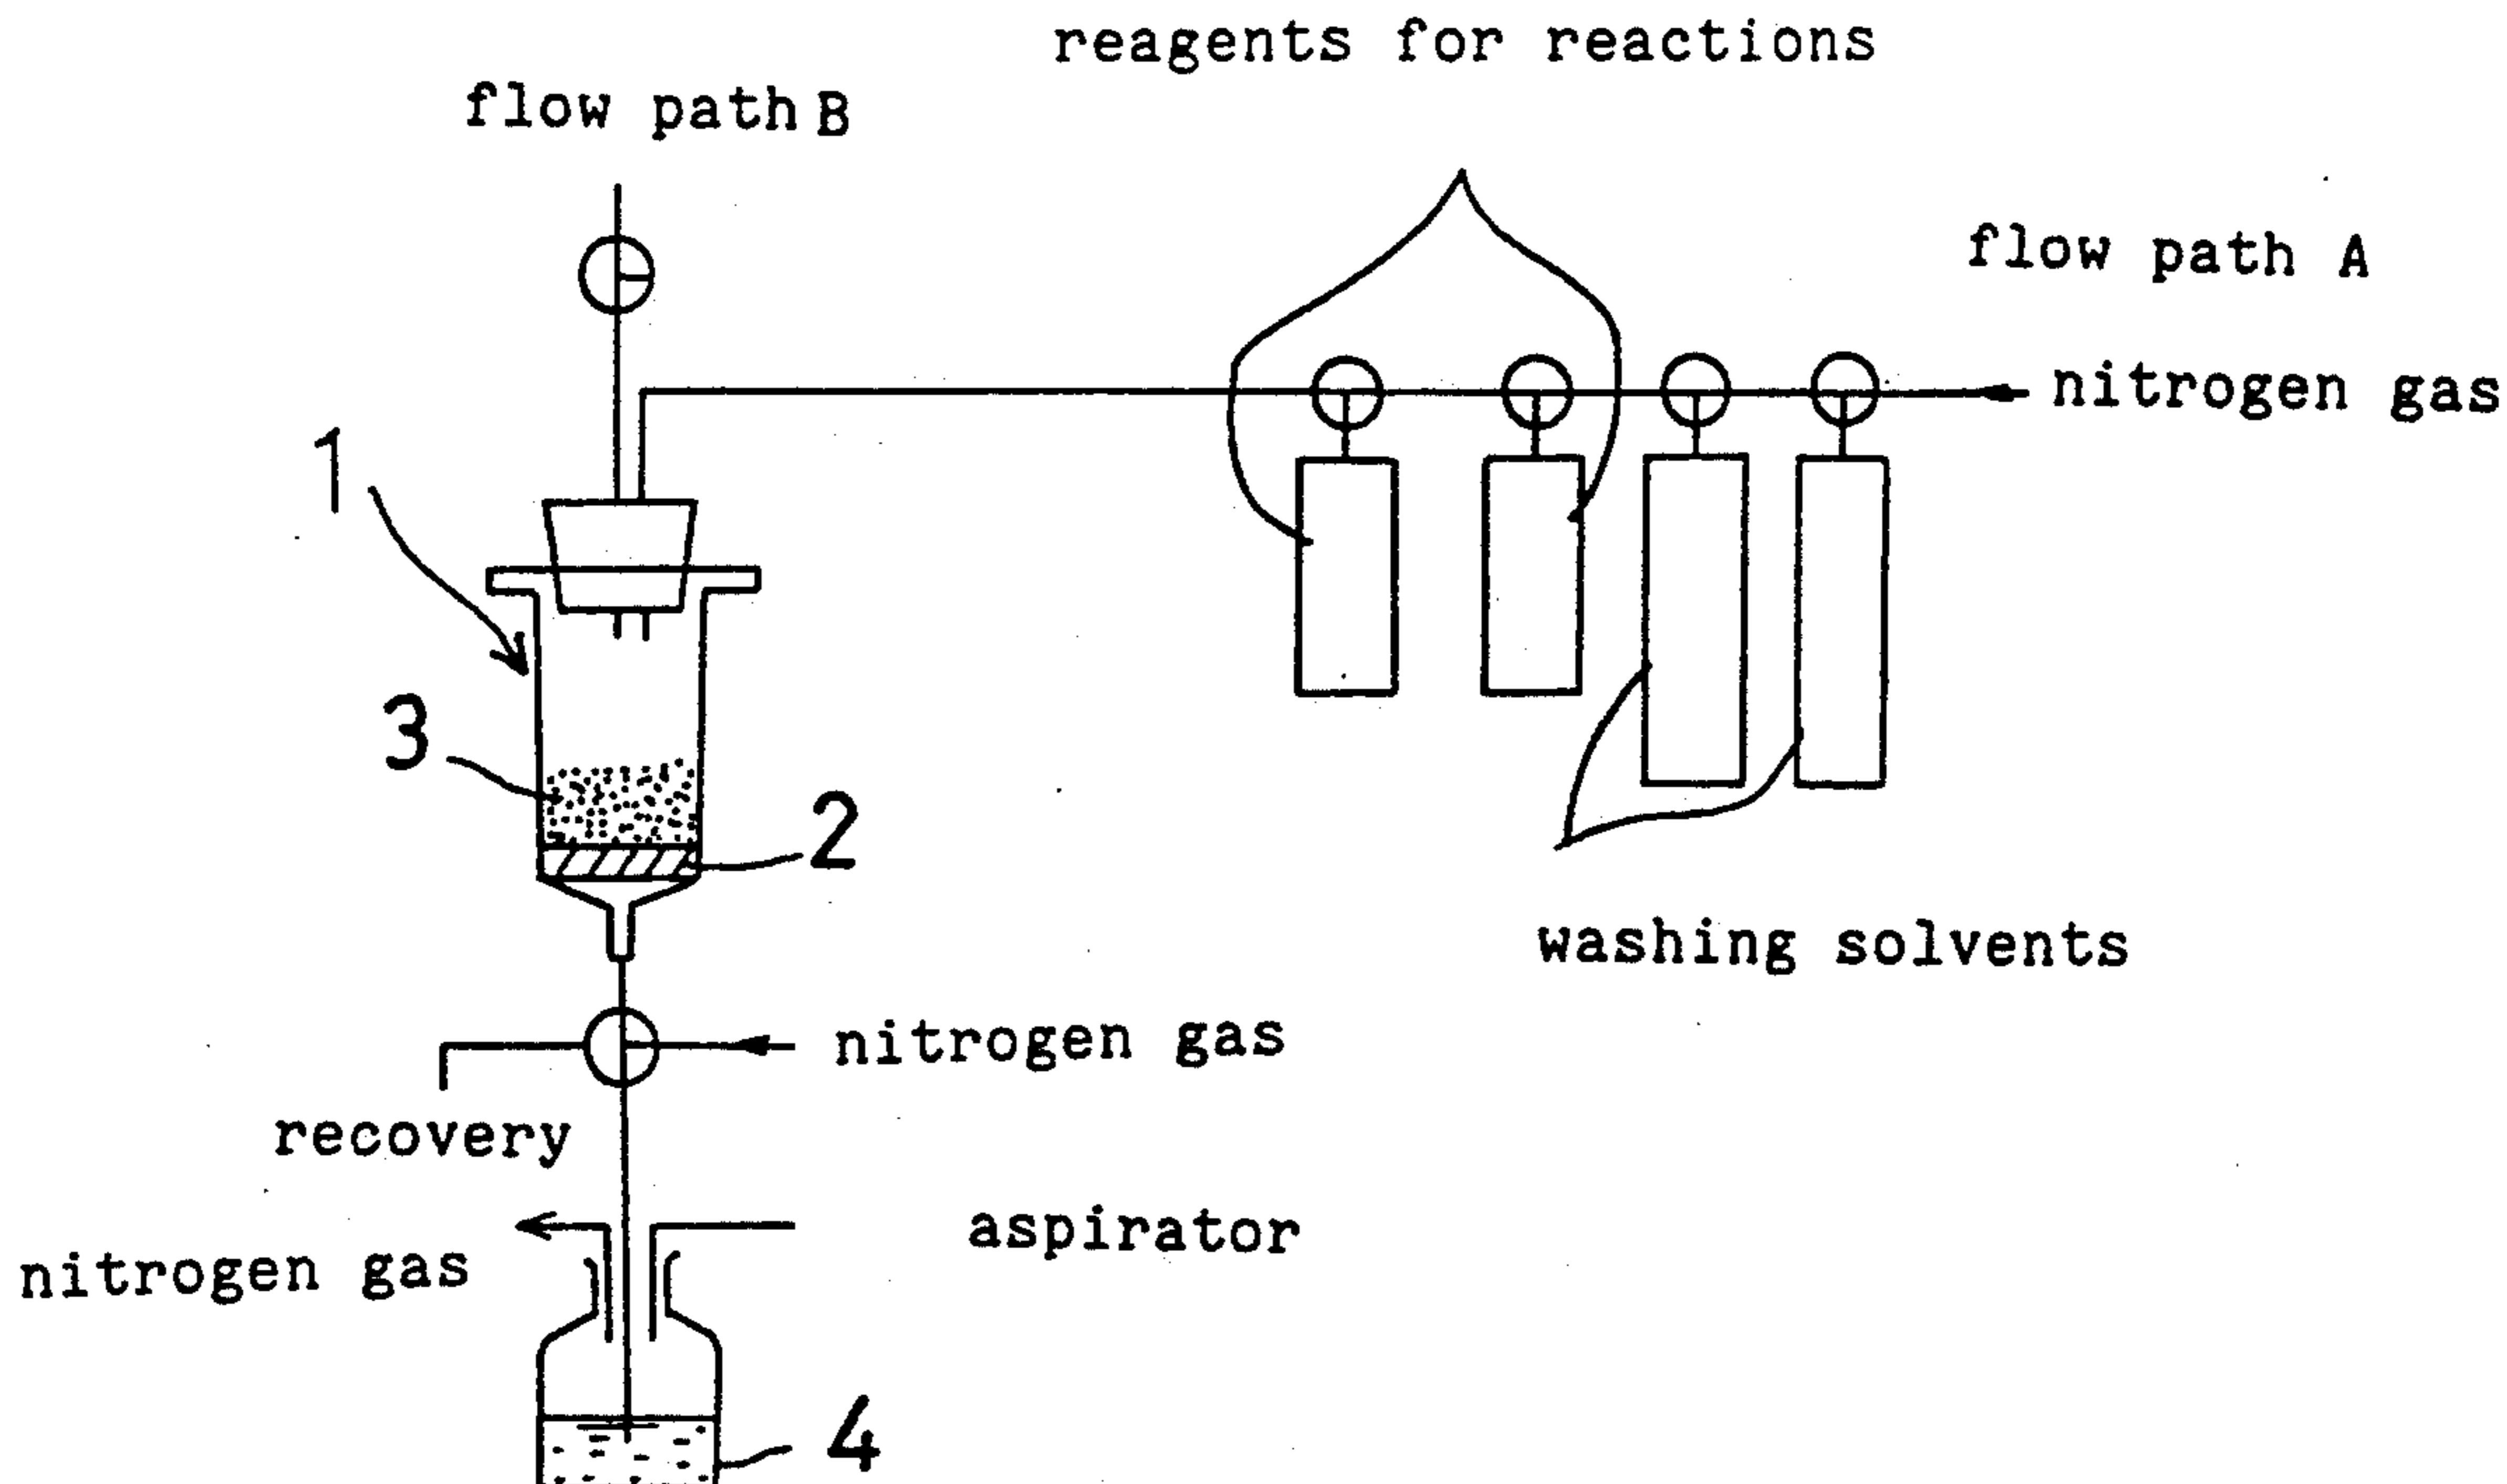 reagents for reactions
flow path B
flow path A
nitrogen gas
1
3
2
washing solvents
nitrogen gas
recovery
aspirator
nitrogen gas
4